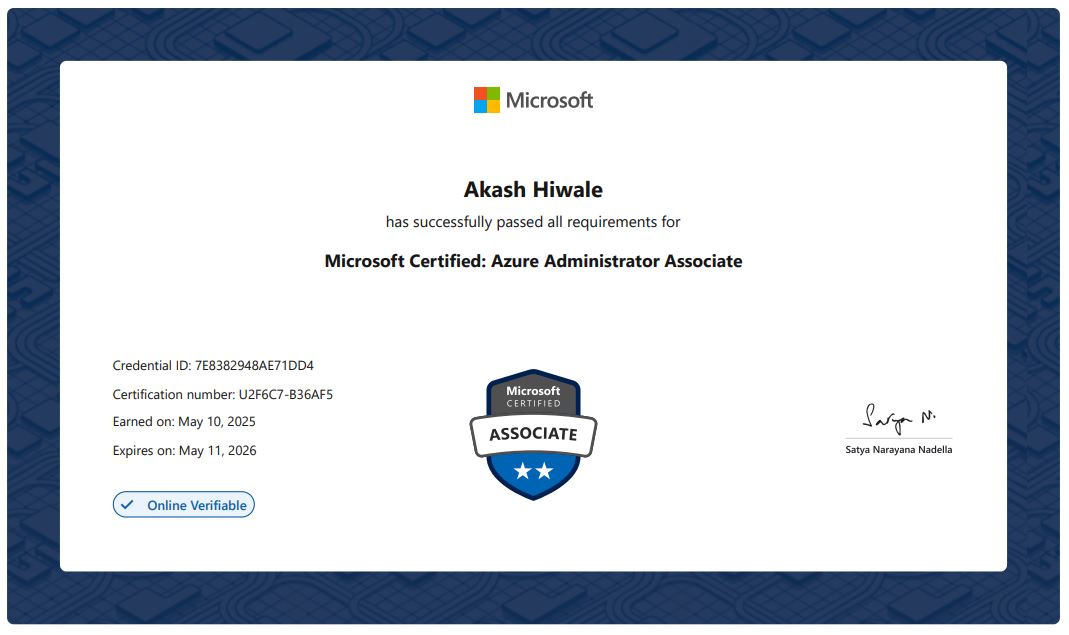 Microsoft
Akash Hiwale
has successfully passed all requirements for
Microsoft Certified: Azure Administrator Associate
Credential ID: 7E8382948AE71DD4
Certification number: U2F6C7-B36AF5
Earned on: May 10, 2025
Expires on: May 11, 2026
Online Verifiable
Microsoft
CERTIFIED
ASSOCIATE
Satya N.
Satya Narayana Nadella